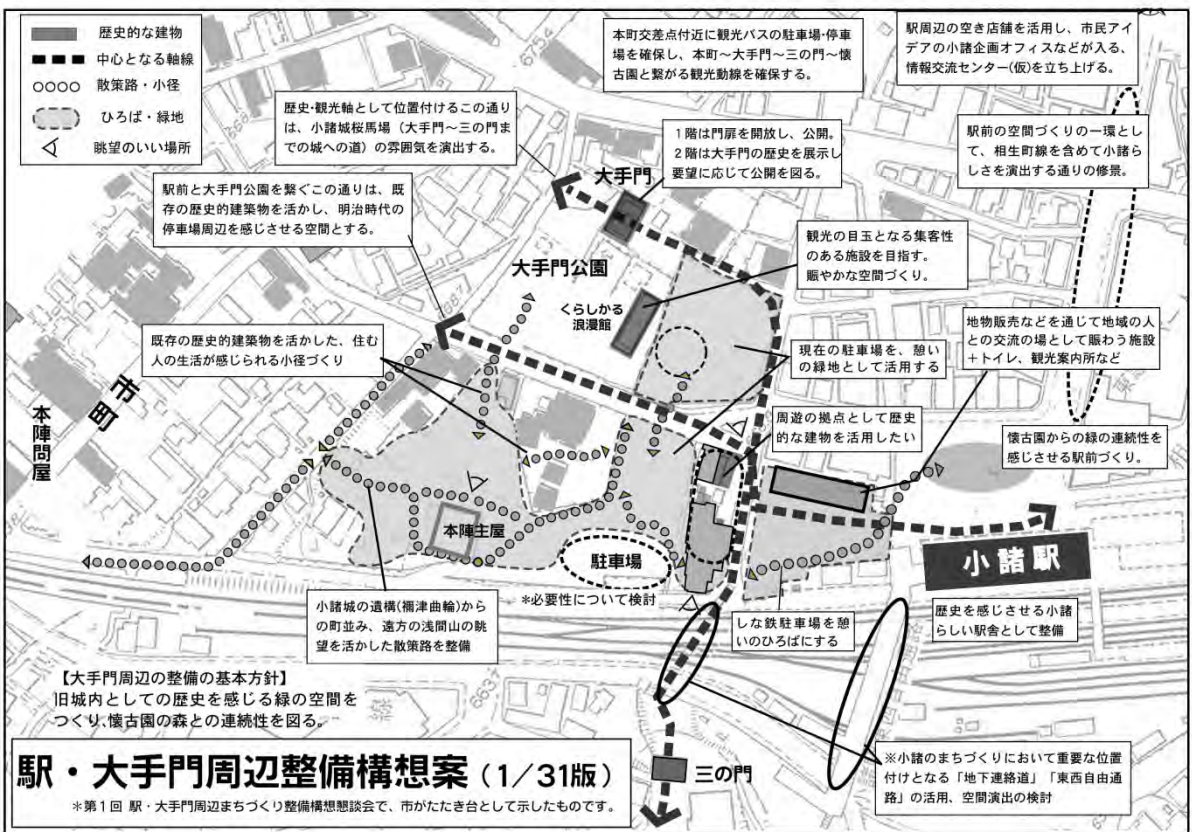 歴史的な建物
中心となる軸線
散策路・小径
ひろば・緑地
眺望のいい場所
本町交差点付近に観光バスの駐車場・停車
場を確保し、本町～大手門～三の門～懐
古園と繋がる観光動線を確保する。
駅周辺の空き店舗を活用し、市民アイ
デアの小諸企画オフィスなどが入る、
情報交流センター(仮)を立ち上げる。
歴史・観光軸として位置付けるこの通り
は、小諸城桜馬場（大手門～三の門ま
での城への道）の雰囲気を演出する。
1階は門扉を開放し、公開。
2階は大手門の歴史を展示し
要望に応じて公開を図る。
駅前の空間づくりの一環とし
て、相生町線を含めて小諸ら
しさを演出する通りの修景。
駅前と大手門公園を繋ぐこの通りは、既
存の歴史的建築物を活かし、明治時代の
停車場周辺を感じさせる空間とする。
大手門
観光の目玉となる集客性
のある施設を目指す。
賑やかな空間づくり。
大手門公園
くらしかる
浪漫館
既存の歴史的建築物を活かした、住む
人の生活が感じられる小径づくり
現在の駐車場を、憩い
の緑地として活用する
地物販売などを通じて地域の人
との交流の場として賑わう施設
＋トイレ、観光案内所など
市町
本陣問屋
周遊の拠点として歴史
的な建物を活用したい
懐古園からの緑の連続性を
感じさせる駅前づくり。
本陣主屋
駐車場
＊必要性について検討
小諸駅
小諸城の遺構(禰津曲輪)から
の町並み、遠方の浅間山の眺
望を活かした散策路を整備
しな鉄駐車場を憩
いのひろばにする
歴史を感じさせる小諸
らしい駅舎として整備
【大手門周辺の整備の基本方針】
旧城内としての歴史を感じる緑の空間を
つくり、懐古園の森との連続性を図る。
三の門
※小諸のまちづくりにおいて重要な位置
付けとなる「地下連絡道」「東西自由通
路」の活用、空間演出の検討
駅・大手門周辺整備構想案（1/31版）
＊第1回 駅・大手門周辺まちづくり整備構想懇談会で、市がたたき台として示したものです。